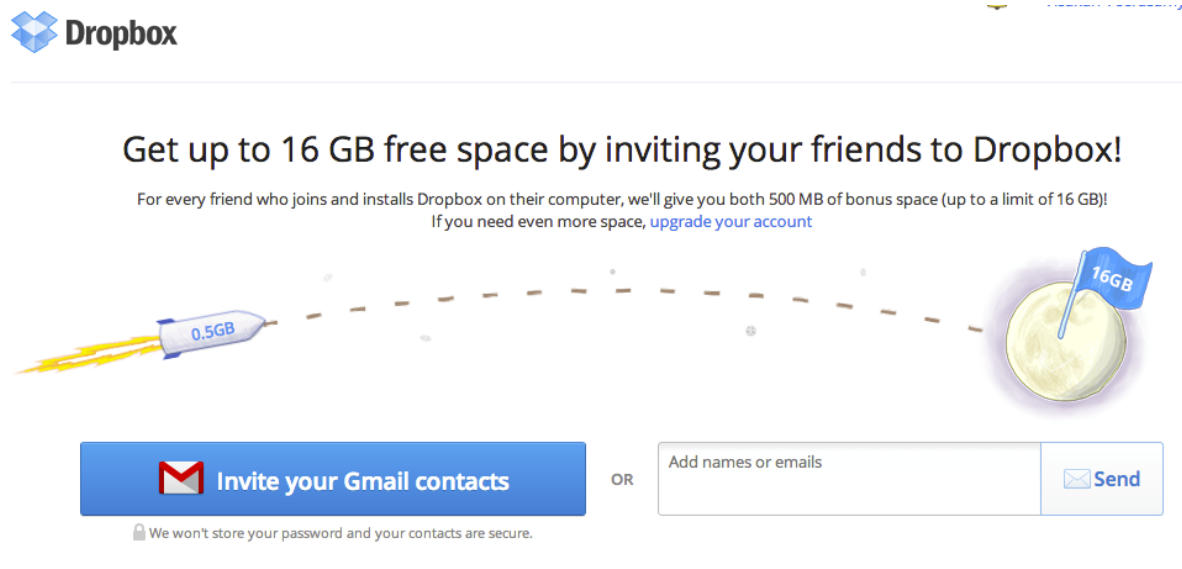 Dropbox
Get up to 16 GB free space by inviting your friends to Dropbox!
For every friend who joins and installs Dropbox on their computer, we'll give you both 500 MB of bonus space (up to a limit of 16 GB)!
If you need even more space, upgrade your account
16GB
0.5GB
Invite your Gmail contacts
OR
Add names or emails
Send
We won't store your password and your contacts are secure.